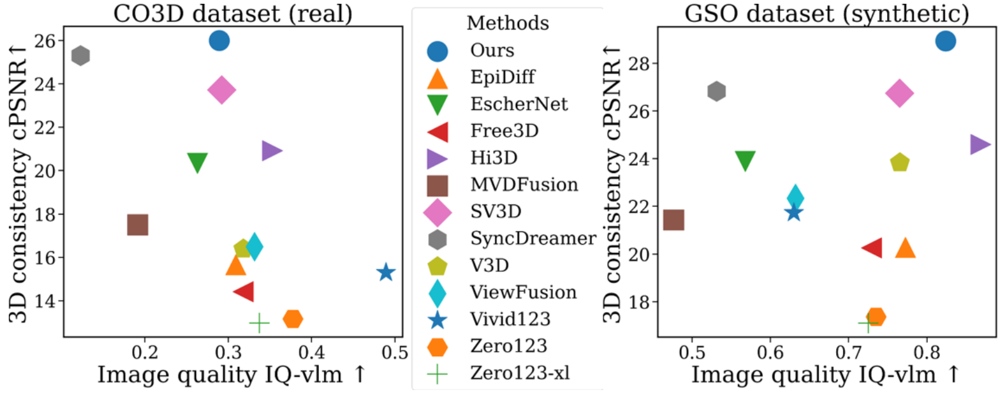 CO3D dataset (real)
3D consistency cPSNR↑
26
24
22
20
18
16
14
0.2 0.3 0.4 0.5
Image quality IQ-vlm ↑
Methods
Ours
EpiDiff
EscherNet
Free3D
Hi3D
MVDFusion
SV3D
SyncDreamer
V3D
ViewFusion
Vivid123
Zero123
Zero123-xl
GSO dataset (synthetic)
3D consistency cPSNR↑
28
26
24
22
20
18
0.5 0.6 0.7 0.8
Image quality IQ-vlm ↑